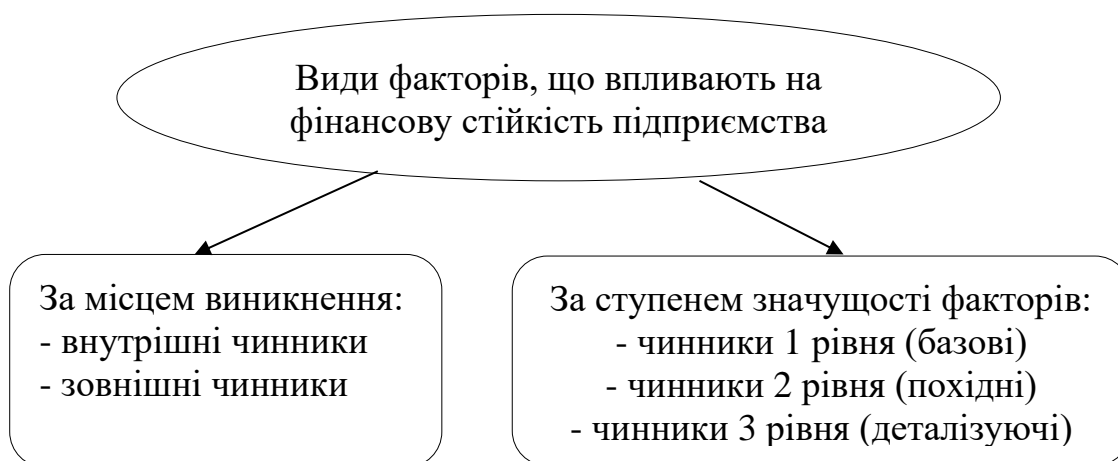 Види факторів, що впливають на
фінансову стійкість підприємства
За місцем виникнення:
- внутрішні чинники
- зовнішні чинники
За ступенем значущості факторів:
- чинники 1 рівня (базові)
- чинники 2 рівня (похідні)
- чинники 3 рівня (деталізуючі)